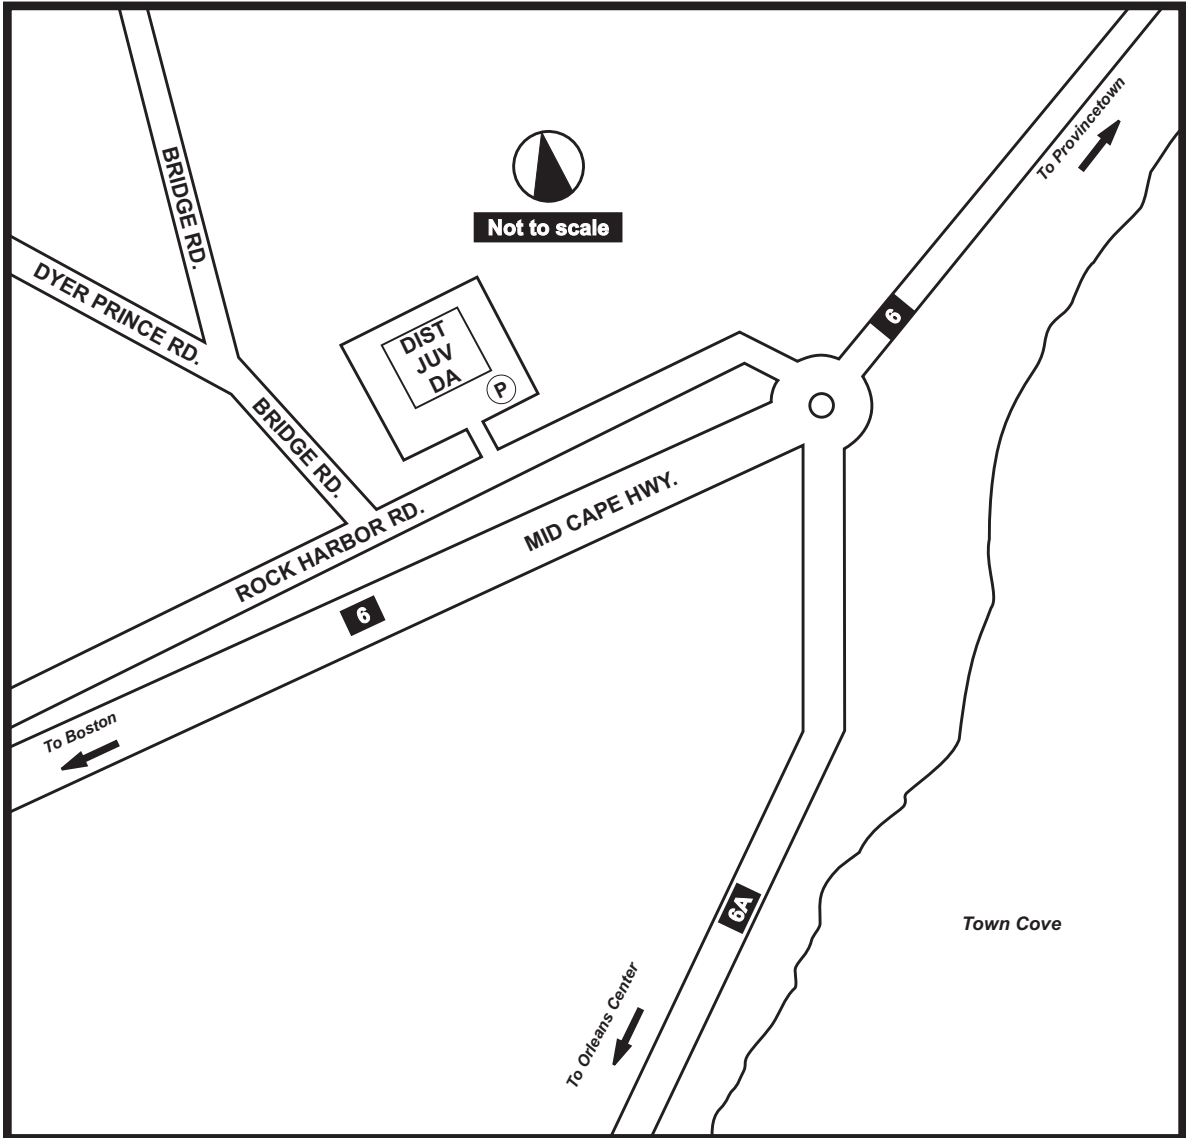 To Provincetown
BRIDGE RD.
Not to scale
DYER PRINCE RD.
6
DIST
JUV
DA
P
BRIDGE RD.
ROCK HARBOR RD.
MID CAPE HWY.
6
To Boston
6A
Town Cove
To Orleans Center